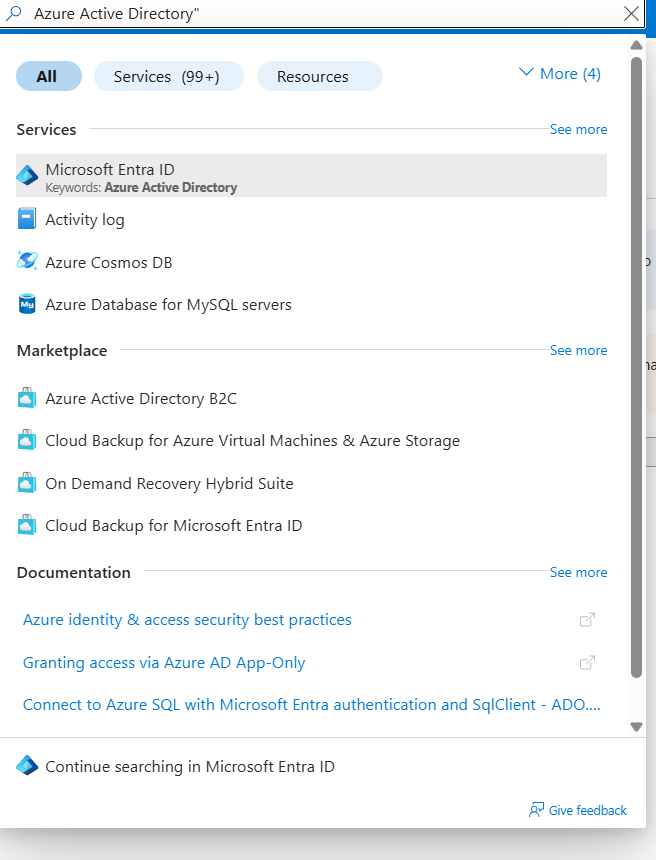 Azure Active Directory"
All
Services (99+)
Resources
More (4)
Services
See more
Microsoft Entra ID
Keywords: Azure Active Directory
Activity log
Azure Cosmos DB
My
Azure Database for MySQL servers
Marketplace
See more
Azure Active Directory B2C
Cloud Backup for Azure Virtual Machines & Azure Storage
On Demand Recovery Hybrid Suite
Cloud Backup for Microsoft Entra ID
Documentation
See more
Azure identity & access security best practices
Granting access via Azure AD App-Only
Connect to Azure SQL with Microsoft Entra authentication and SqlClient - ADO....
Continue searching in Microsoft Entra ID
Give feedback